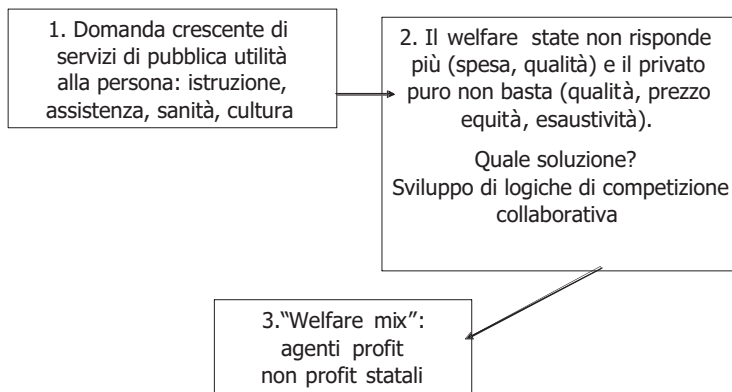 1. Domanda crescente di
servizi di pubblica utilità
alla persona: istruzione,
assistenza, sanità, cultura
2. Il welfare state non risponde
più (spesa, qualità) e il privato
puro non basta (qualità, prezzo
equità, esaustività).
Quale soluzione?
Sviluppo di logiche di competizione
collaborativa
3."Welfare mix":
agenti profit
non profit statali